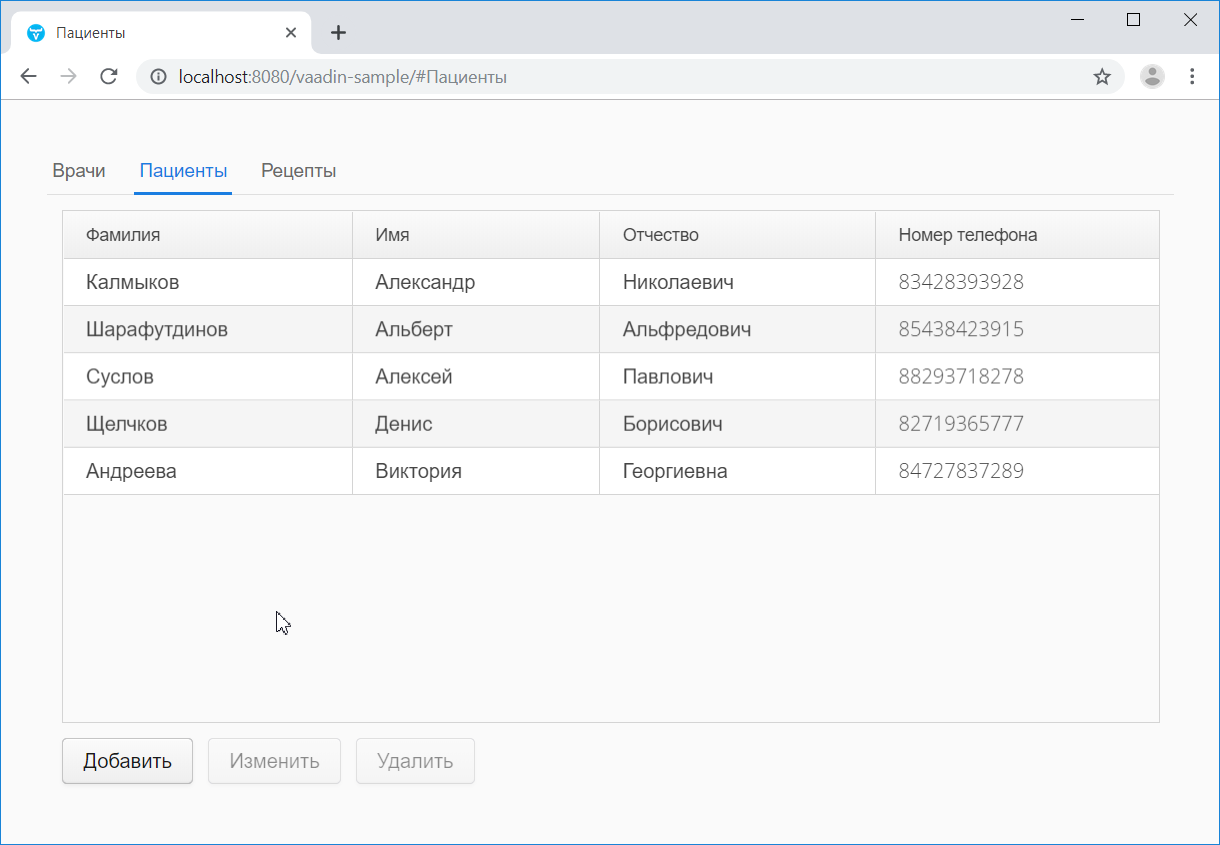 Пациенты
localhost:8080/vaadin-sample/#Пациенты
Врачи Пациенты Рецепты
Фамилия Имя Отчество Номер телефона
Калмыков Александр Николаевич 83428393928
Шарафутдинов Альберт Альфредович 85438423915
Суслов Алексей Павлович 88293718278
Щелчков Денис Борисович 82719365777
Андреева Виктория Георгиевна 84727837289
Добавить Изменить Удалить